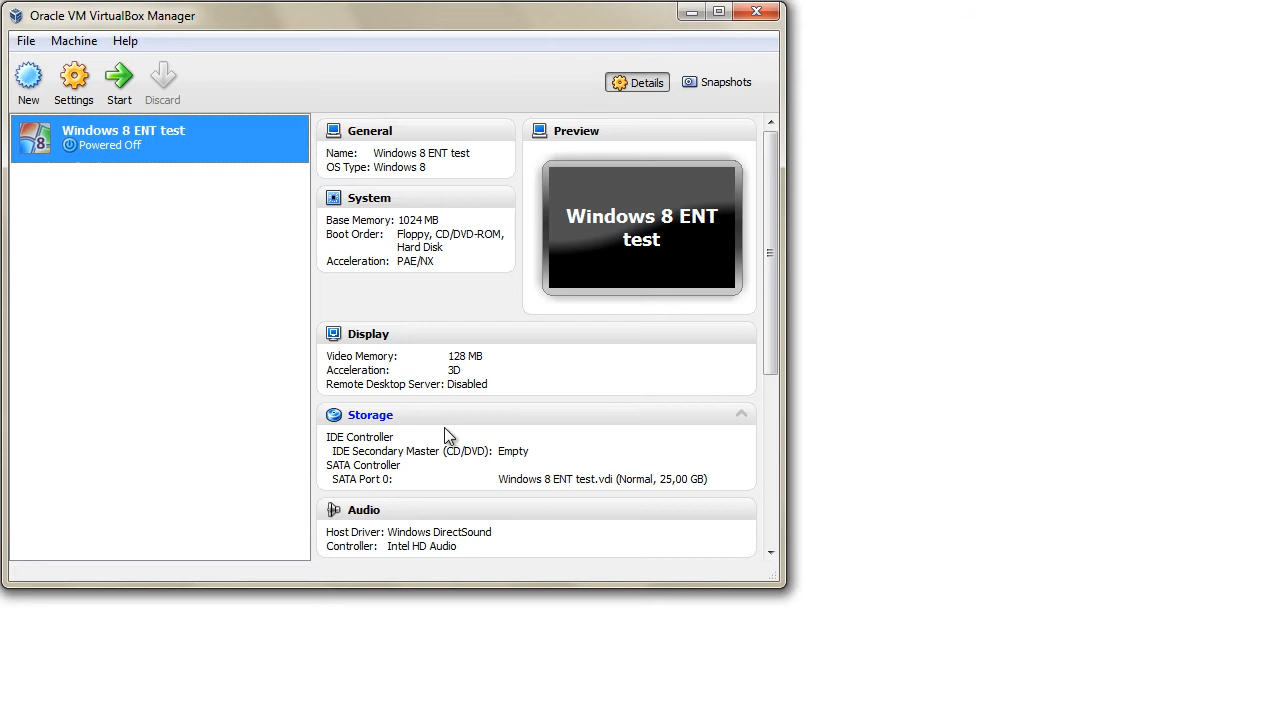 Oracle VM VirtualBox Manager
File Machine Help
New Settings Start Discard
Details Snapshots
Windows 8 ENT test
Powered Off
General
Name: Windows 8 ENT test
OS Type: Windows 8
System
Base Memory: 1024 MB
Boot Order: Floppy, CD/DVD-ROM,
Hard Disk
Acceleration: PAE/NX
Preview
Windows 8 ENT
test
Display
Video Memory: 128 MB
Acceleration: 3D
Remote Desktop Server: Disabled
Storage
IDE Controller
IDE Secondary Master (CD/DVD): Empty
SATA Controller
SATA Port 0: Windows 8 ENT test.vdi (Normal, 25,00 GB)
Audio
Host Driver: Windows DirectSound
Controller: Intel HD Audio